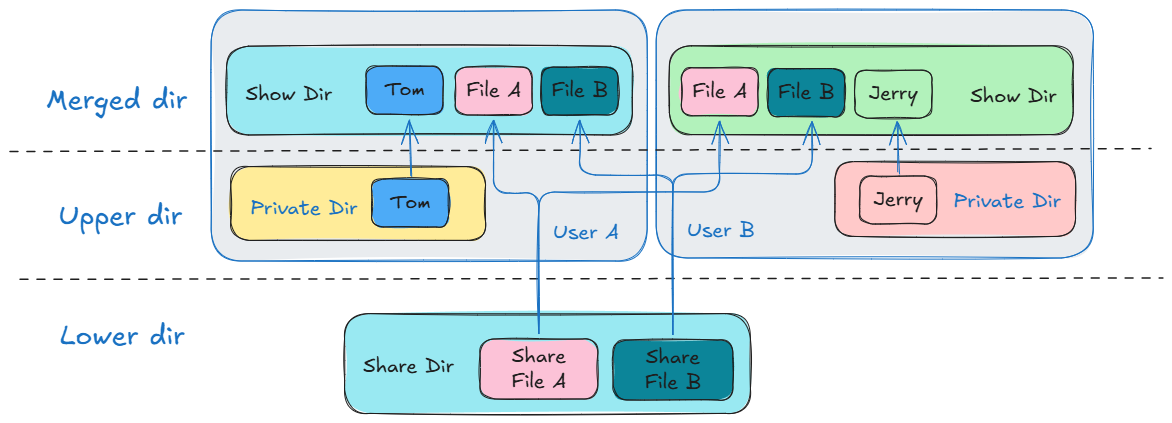 Merged dir
Show Dir
Tom
File A
File B
File A
File B
Jerry
Show Dir
Upper dir
Private Dir
Tom
User A
User B
Jerry
Private Dir
Lower dir
Share Dir
Share
File A
Share
File B